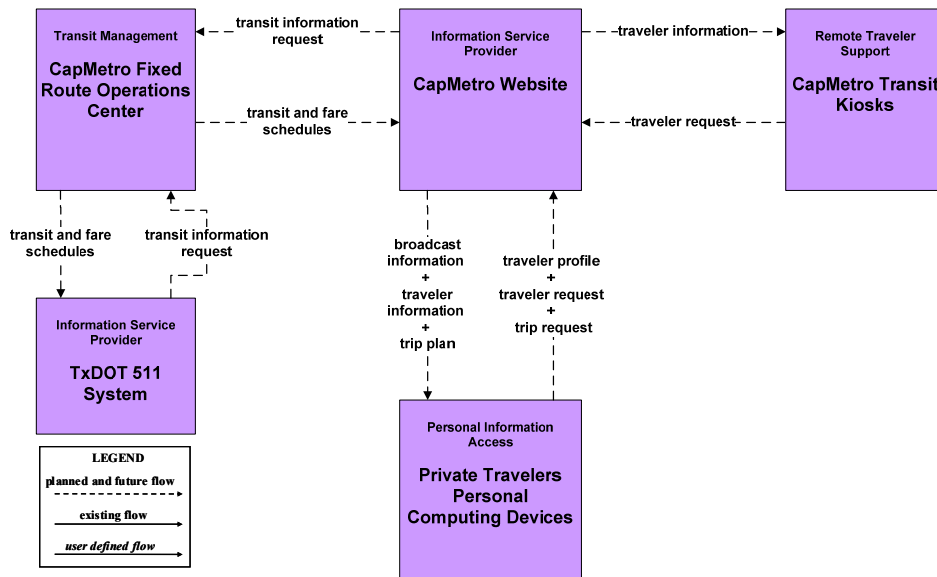 Transit Management
CapMetro Fixed
Route Operations
Center
transit information
request
Information Service
Provider
CapMetro Website
traveler information
Remote Traveler
Support
CapMetro Transit
Kiosks
transit and fare
schedules
traveler request
transit and fare
schedules
transit information
request
broadcast
information
+
traveler
information
+
trip plan
traveler profile
+
traveler request
+
trip request
Information Service
Provider
TxDOT 511
System
Personal Information
Access
Private Travelers
Personal
Computing Devices
LEGEND
planned and future flow
existing flow
user defined flow